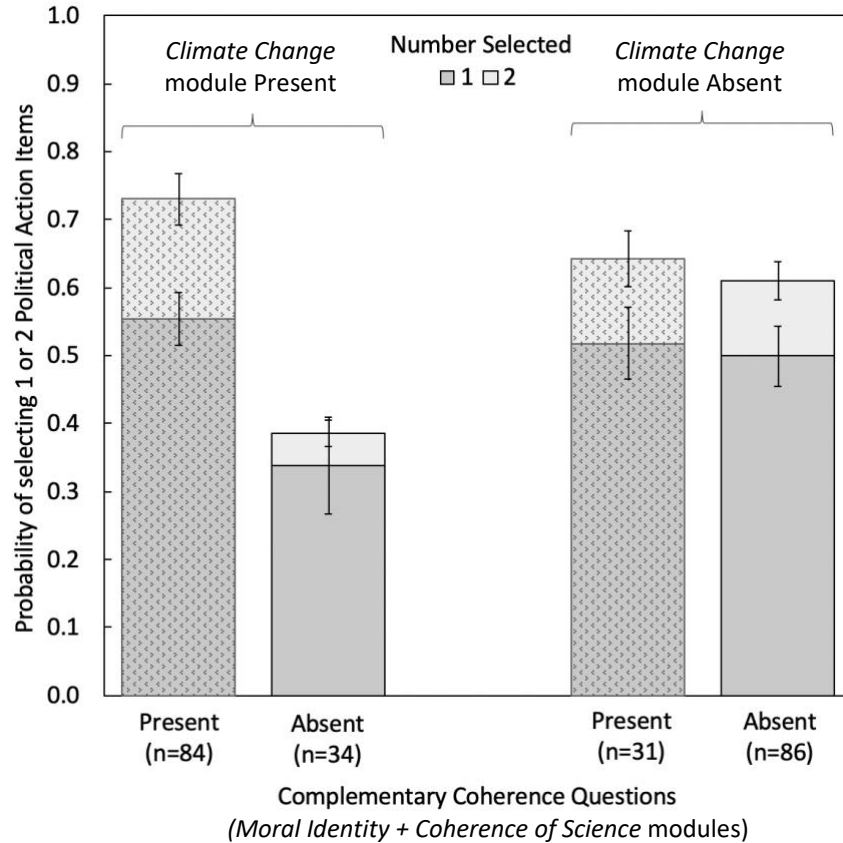 Probability of selecting 1 or 2 Political Action Items
1.0
0.9
0.8
0.7
0.6
0.5
0.4
0.3
0.2
0.1
0.0
Climate Change
module Present
Number Selected
1 2
Climate Change
module Absent
Present
(n=84)
Absent
(n=34)
Present
(n=31)
Absent
(n=86)
Complementary Coherence Questions
(Moral Identity + Coherence of Science modules)